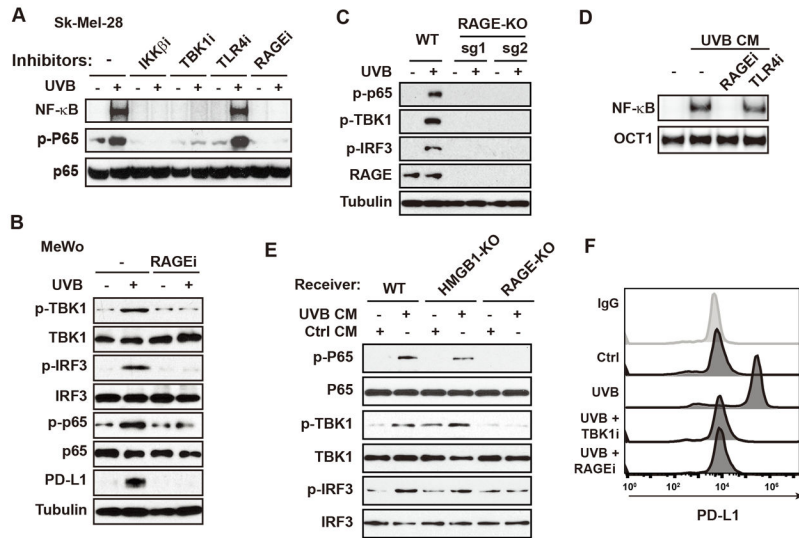 A
Sk-Mel-28
Inhibitors: - IKKβi TBK1i TLR4i RAGEi
UVB - + - + - + - + - +
NF-κB
p-P65
p65
B
MeWo
- RAGEi
UVB - + - +
p-TBK1
TBK1
p-IRF3
IRF3
p-p65
p65
PD-L1
Tubulin
C
RAGE-KO
WT sg1 sg2
UVB - + - + - +
p-p65
p-TBK1
p-IRF3
RAGE
Tubulin
D
UVB CM
- - RAGEi TLR4i
NF-κB
OCT1
E
Receiver: WT HMGB1-KO RAGE-KO
UVB CM - + - + - +
Ctrl CM + - + - + -
p-P65
P65
p-TBK1
TBK1
p-IRF3
IRF3
F
IgG
Ctrl
UVB
UVB +
TBK1i
UVB +
RAGEi
10⁰ 10² 10⁴ 10⁶
PD-L1